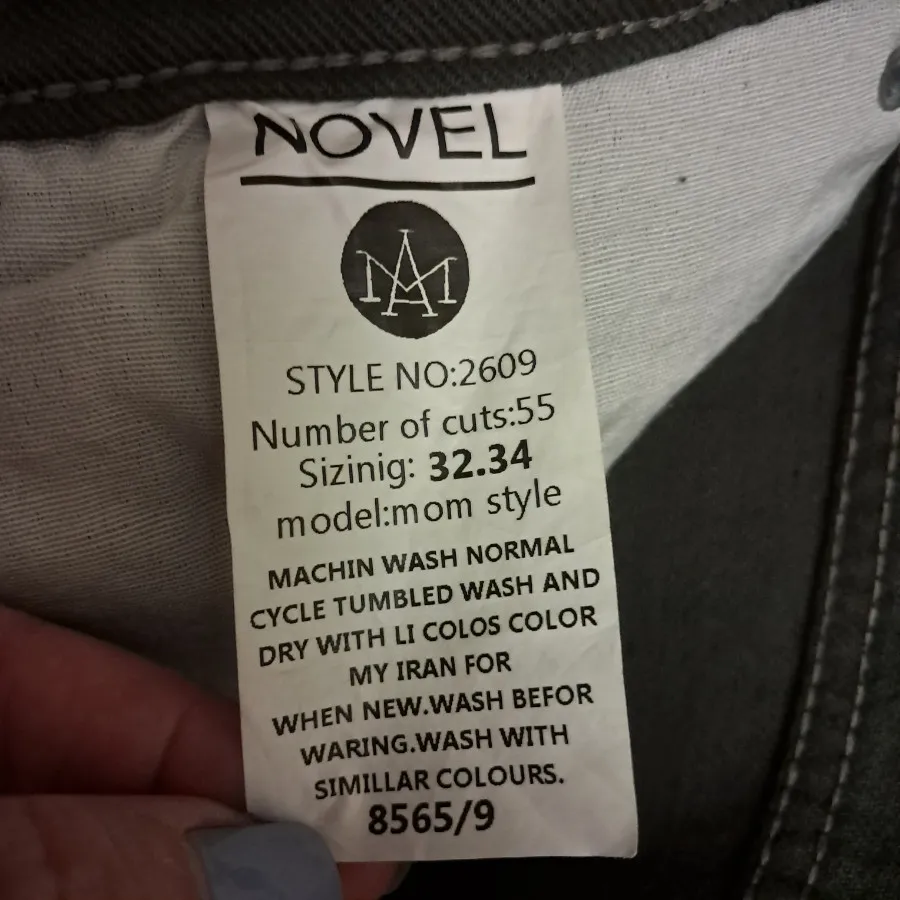 NOVEL
MA
STYLE NO:2609
Number of cuts:55
Sizinig: 32.34
model:mom style
MACHIN WASH NORMAL
CYCLE TUMBLED WASH AND
DRY WITH LI COLOS COLOR
MY IRAN FOR
WHEN NEW.WASH BEFOR
WARING.WASH WITH
SIMILLAR COLOURS.
8565/9